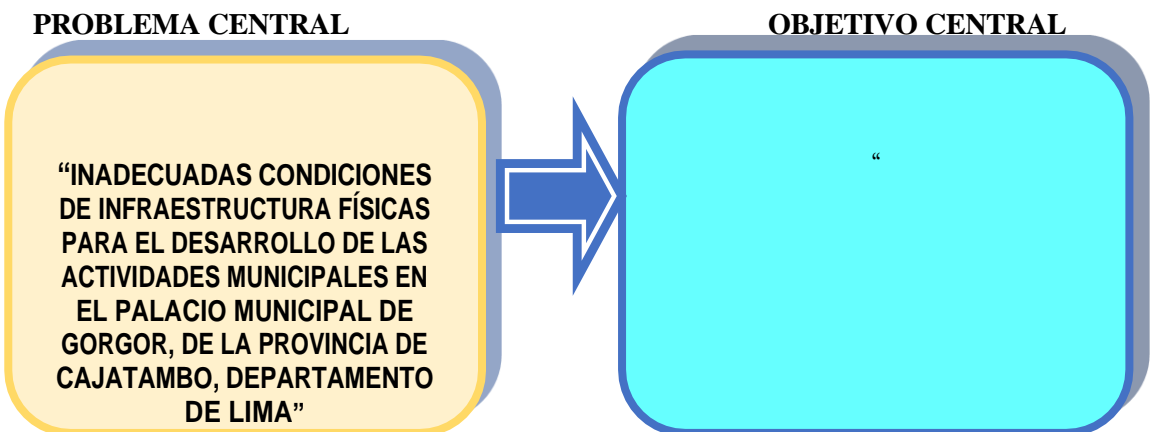 PROBLEMA CENTRAL
OBJETIVO CENTRAL
“INADECUADAS CONDICIONES
DE INFRAESTRUCTURA FÍSICAS
PARA EL DESARROLLO DE LAS
ACTIVIDADES MUNICIPALES EN
EL PALACIO MUNICIPAL DE
GORGOR, DE LA PROVINCIA DE
CAJATAMBO, DEPARTAMENTO
DE LIMA”
“